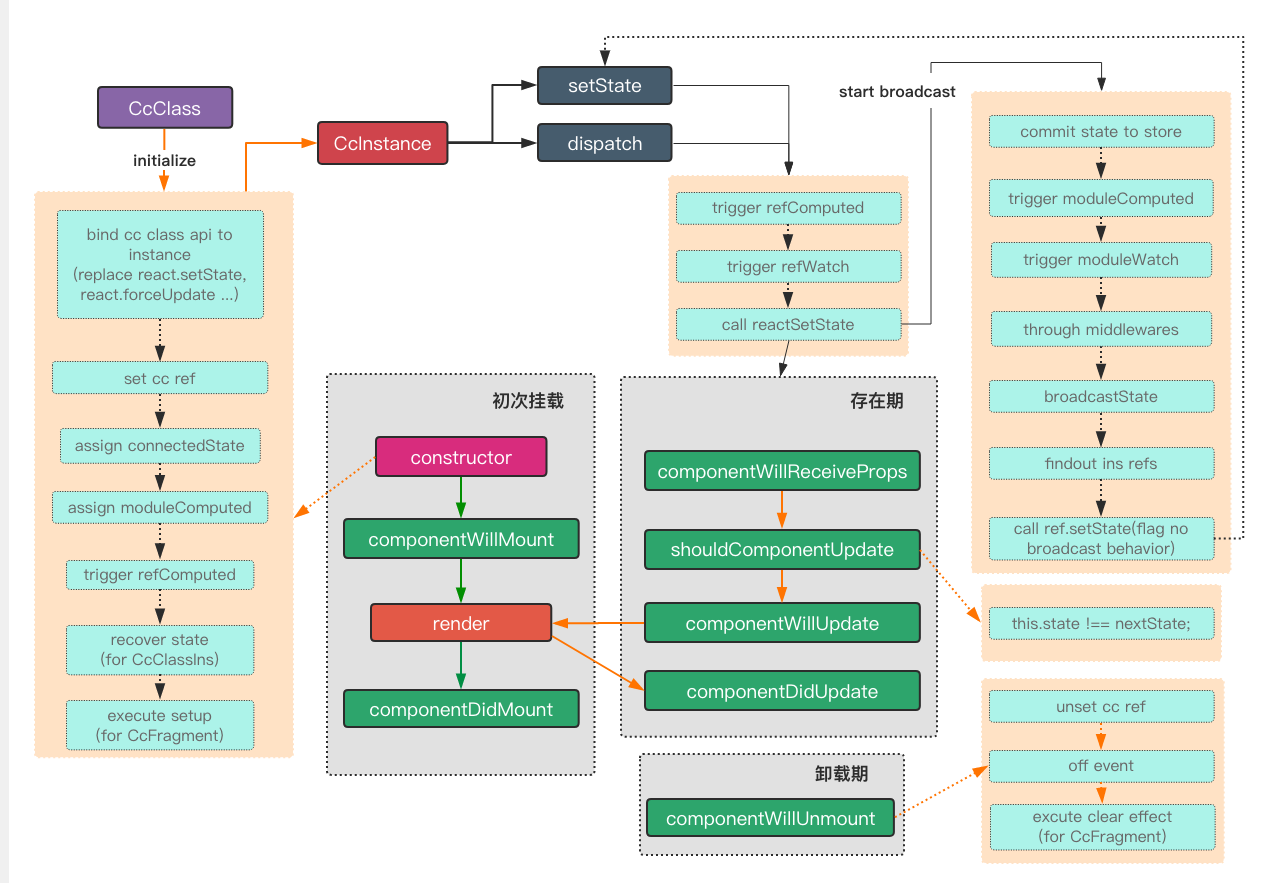 CcClass
initialize
bind cc class api to
instance
(replace react.setState,
react.forceUpdate ...)
set cc ref
assign connectedState
assign moduleComputed
trigger refComputed
recover state
(for CcClassIns)
execute setup
(for CcFragment)
CcInstance
setState
dispatch
trigger refComputed
trigger refWatch
call reactSetState
start broadcast
commit state to store
trigger moduleComputed
trigger moduleWatch
through middlewares
broadcastState
findout ins refs
call ref.setState(flag no
broadcast behavior)
初次挂载
constructor
componentWillMount
render
componentDidMount
存在期
componentWillReceiveProps
shouldComponentUpdate
componentWillUpdate
componentDidUpdate
this.state !== nextState;
卸载期
componentWillUnmount
unset cc ref
off event
excute clear effect
(for CcFragment)